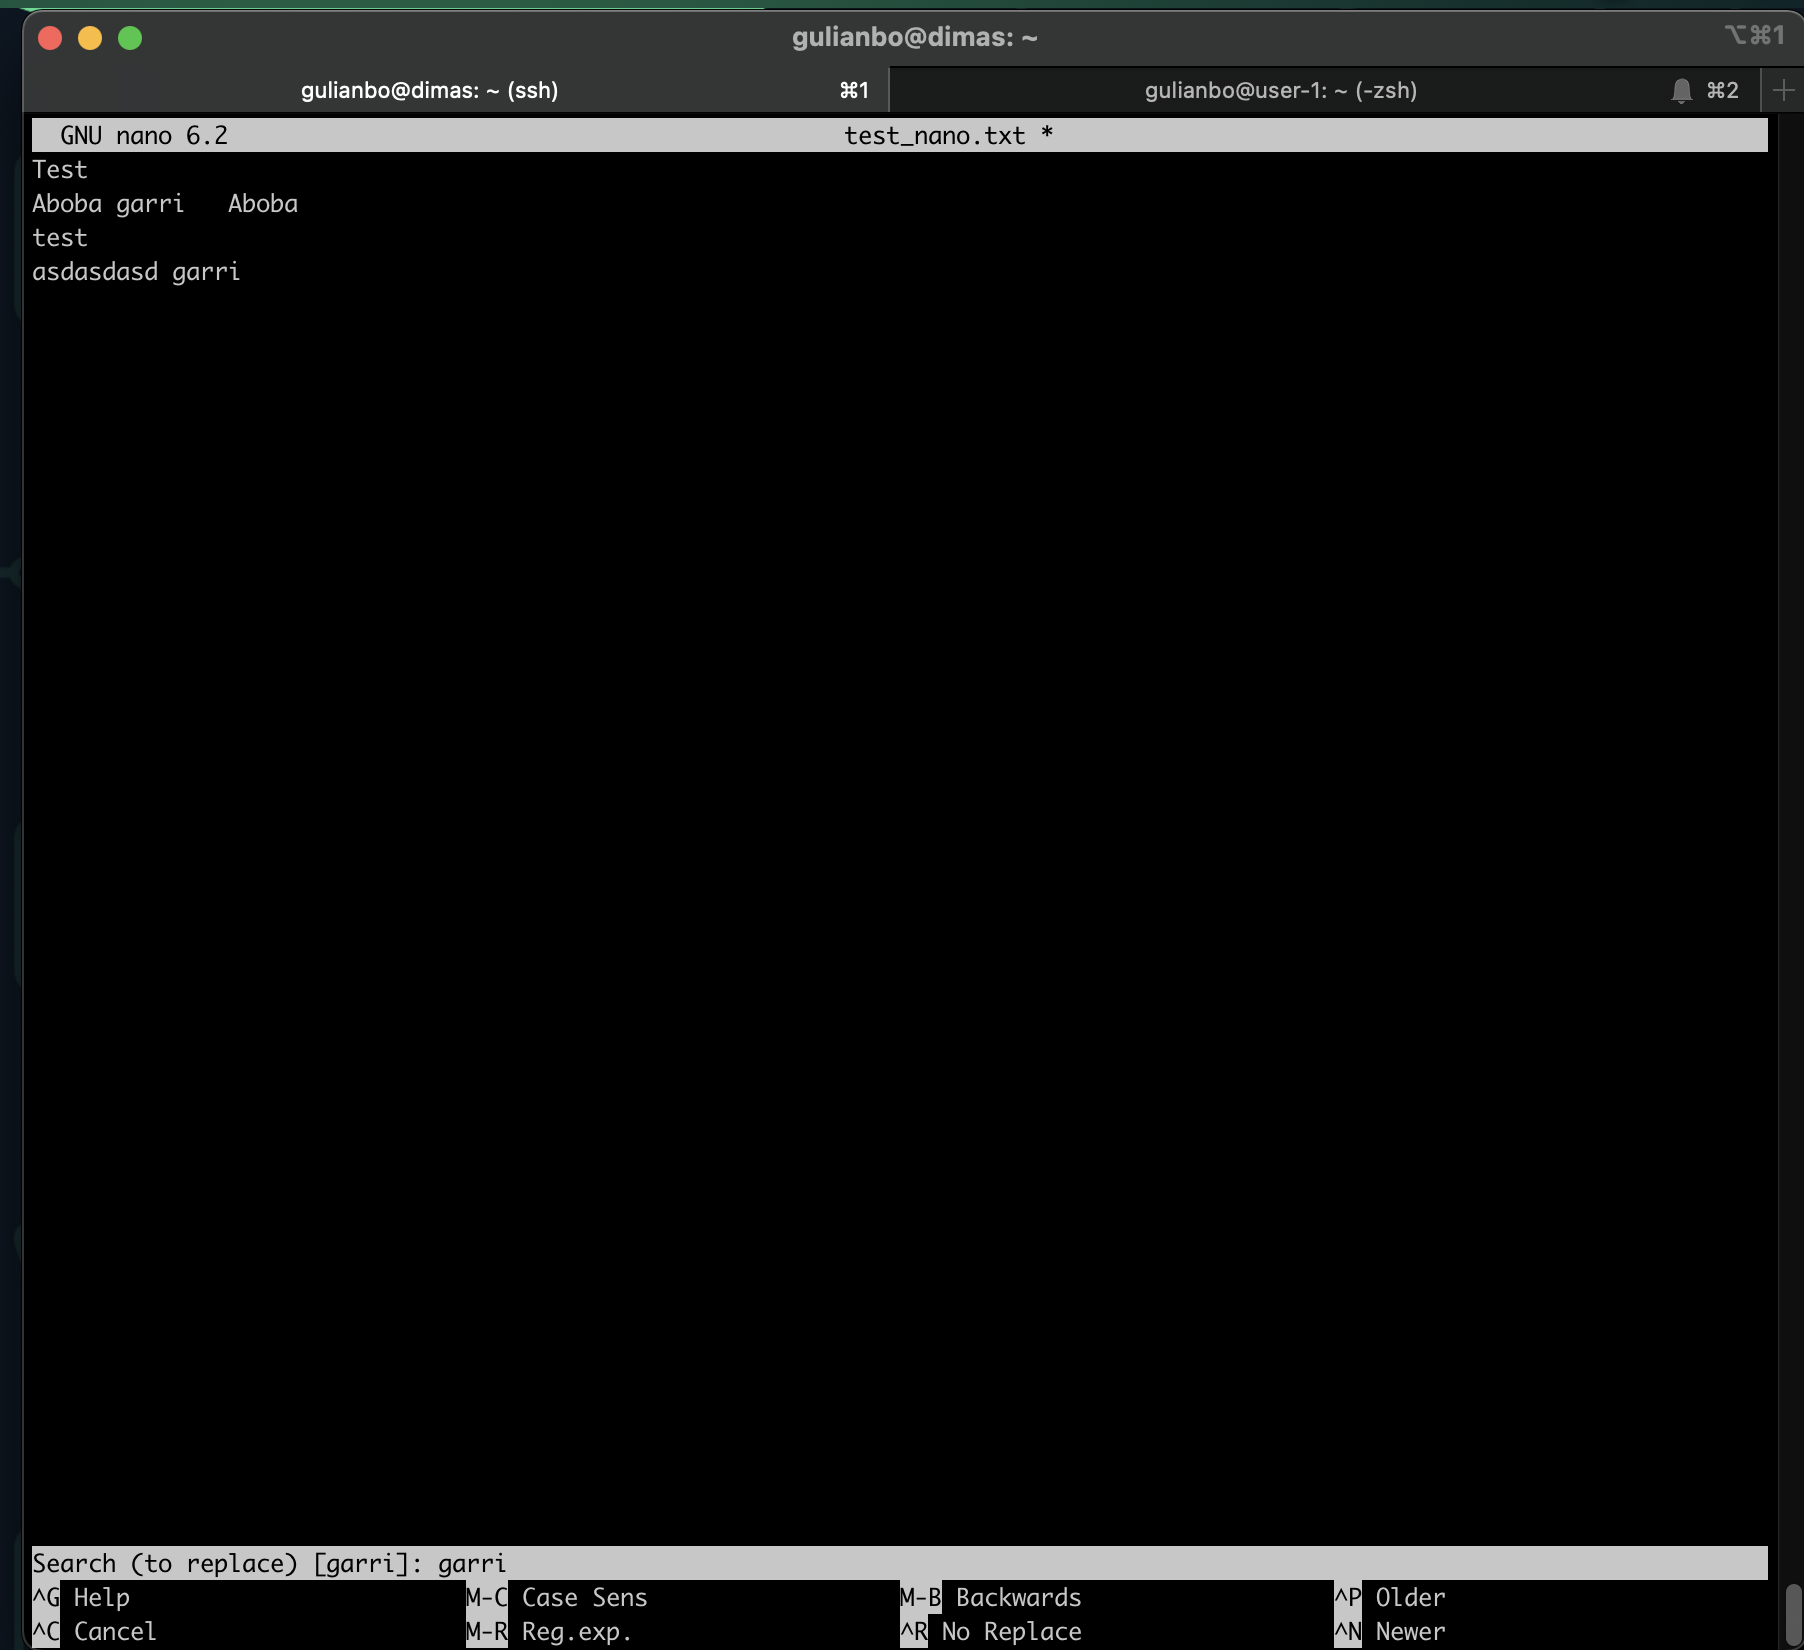 gulianbo@dimas: ~
⌥⌘1
gulianbo@dimas: ~ (ssh) ⌘1
gulianbo@user-1: ~ (-zsh) ⌘2
GNU nano 6.2 test_nano.txt *
Test
Aboba garri   Aboba
test
asdasdasd garri
Search (to replace) [garri]: garri
^G Help M-C Case Sens M-B Backwards ^P Older
^C Cancel M-R Reg.exp. ^R No Replace ^N Newer